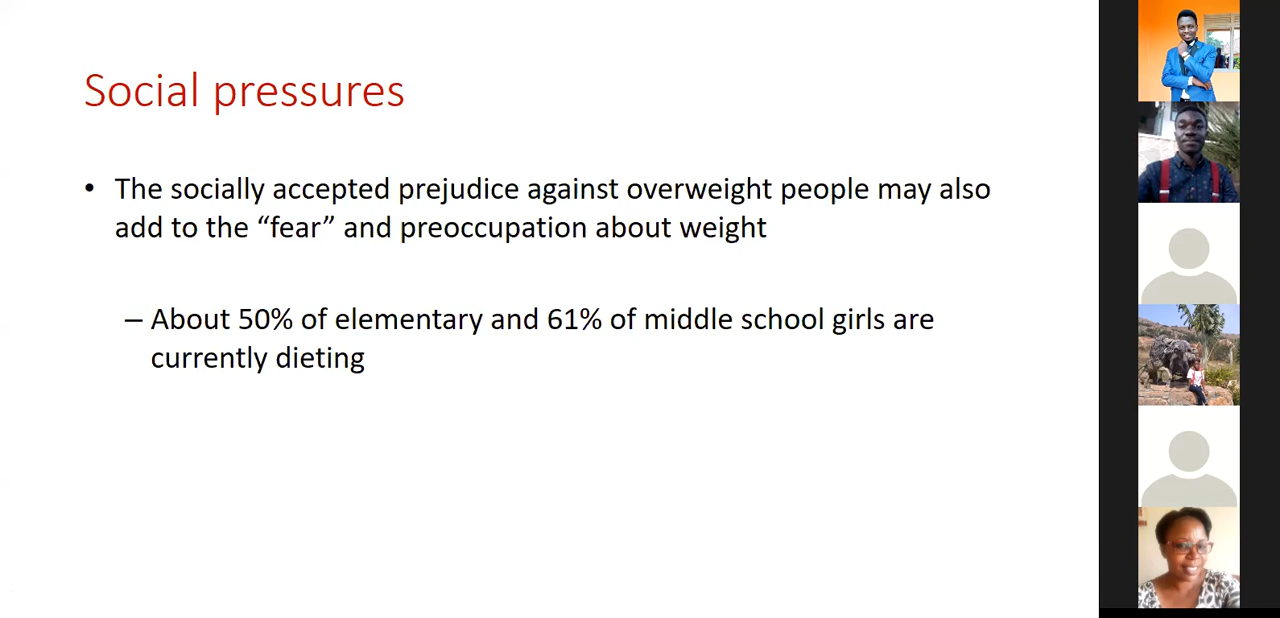 Social pressures
• The socially accepted prejudice against overweight people may also
add to the “fear” and preoccupation about weight
– About 50% of elementary and 61% of middle school girls are
currently dieting